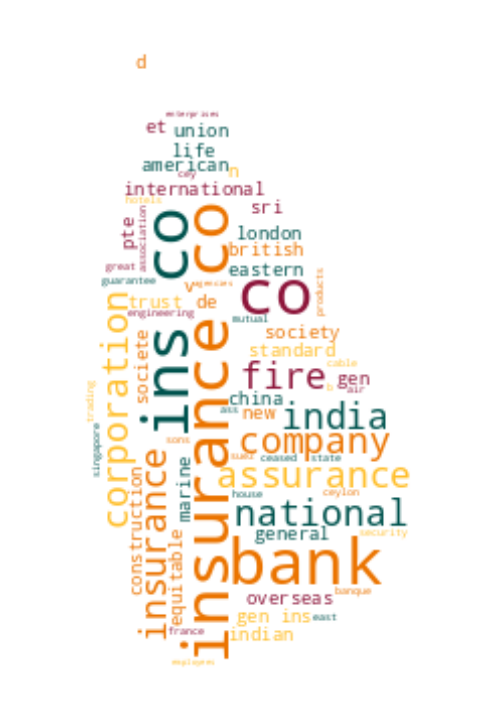 d
enterprises
et union
life
american
cey n
international
hotels
sri
pte
association
ins co
insurance co
london
british
great
eastern
guarantee
v
agencies
co
products
trust de
engineering
mutual
society
corporation
societe
standard
cable
fire gen
b air
trading
china
ass new india
singapore
company
sons
insurance
suez ceased state
marine
assurance
construction
house ceylon
national
equitable
general security
bank
banque
overseas
gen ins east
france indian
employees